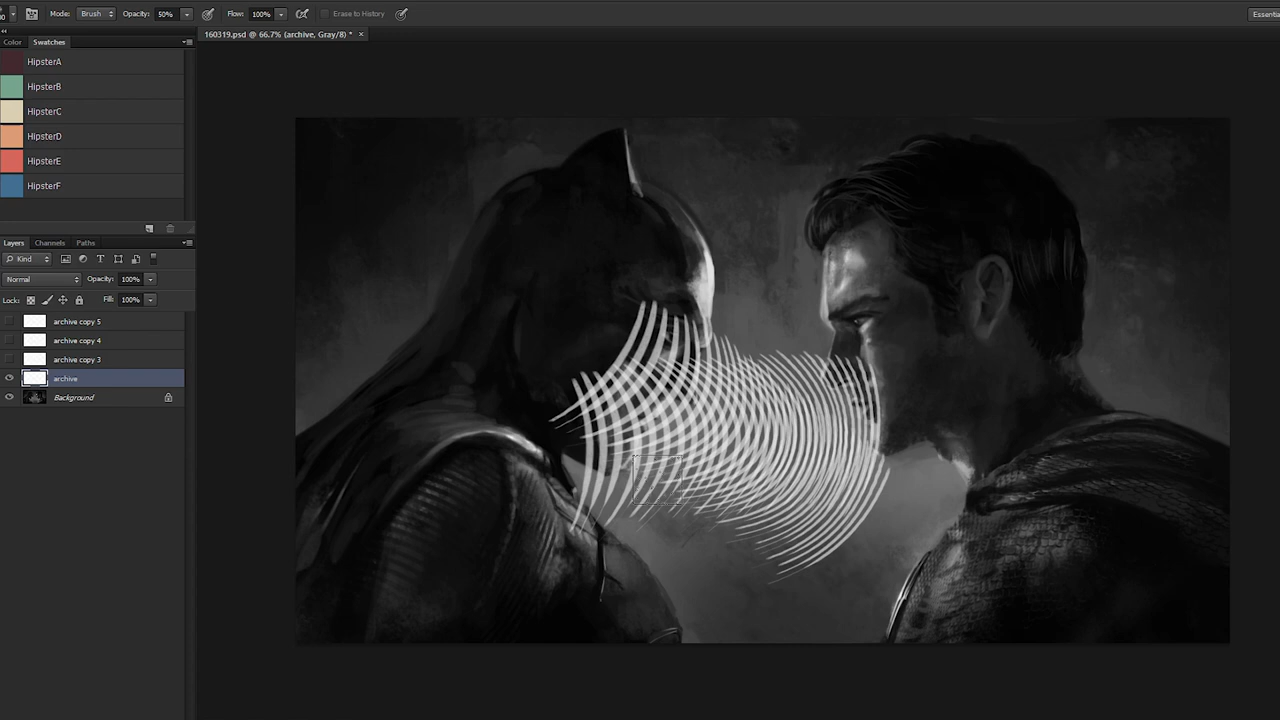 Mode: Brush Opacity: 50% Flow: 100% Erase to History
160319.psd @ 66.7% (archive, Gray/8) * ×
Color Swatches
HipsterA
HipsterB
HipsterC
HipsterD
HipsterE
HipsterF
Layers Channels Paths
Kind
Normal Opacity: 100%
Lock: Fill: 100%
archive copy 5
archive copy 4
archive copy 3
archive
Background